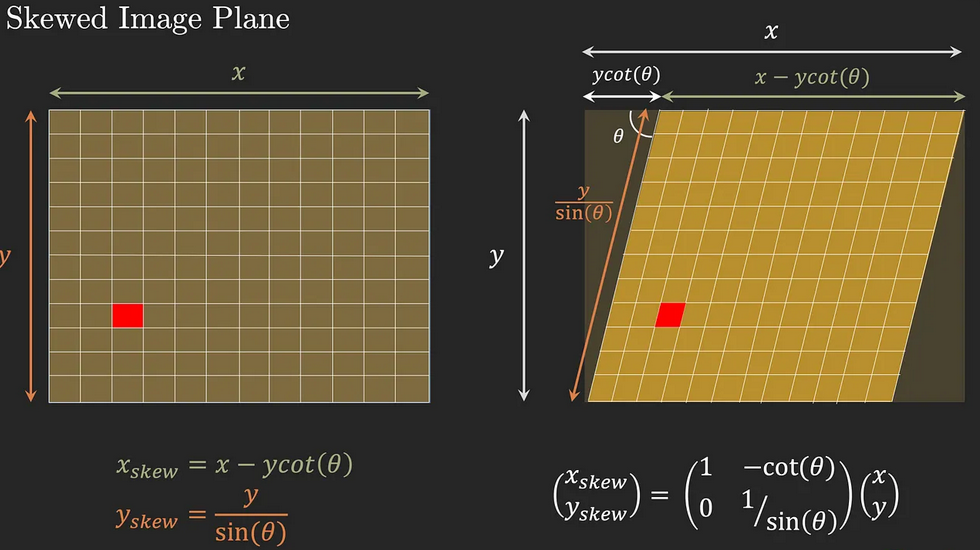 Skewed Image Plane
x
y
x
ycot(θ)
x − ycot(θ)
θ
y
sin(θ)
y
x_skew = x − ycot(θ)
y_skew = y / sin(θ)
(x_skew) = (1 −cot(θ)) (x)
(y_skew) (0 1/sin(θ)) (y)